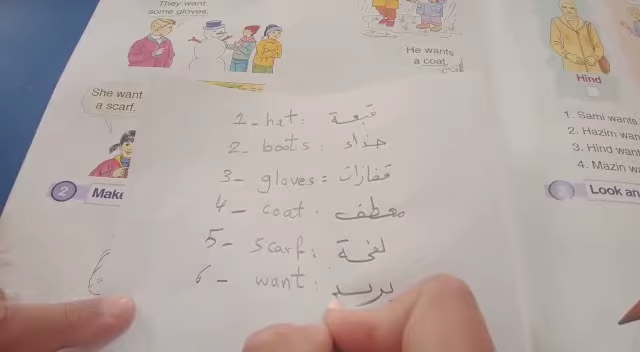 They want
some gloves.
He wants
a coat.
Hind
She want
a scarf.
1. Sami wants
2. Hazim wan
3. Hind want
4. Mazin w
2 Make
Look an
1- hat: قبعة
2- boots: حذاء
3- gloves: قفازات
4- coat. معطف
5- scarf: لفحة
6- want: يريد